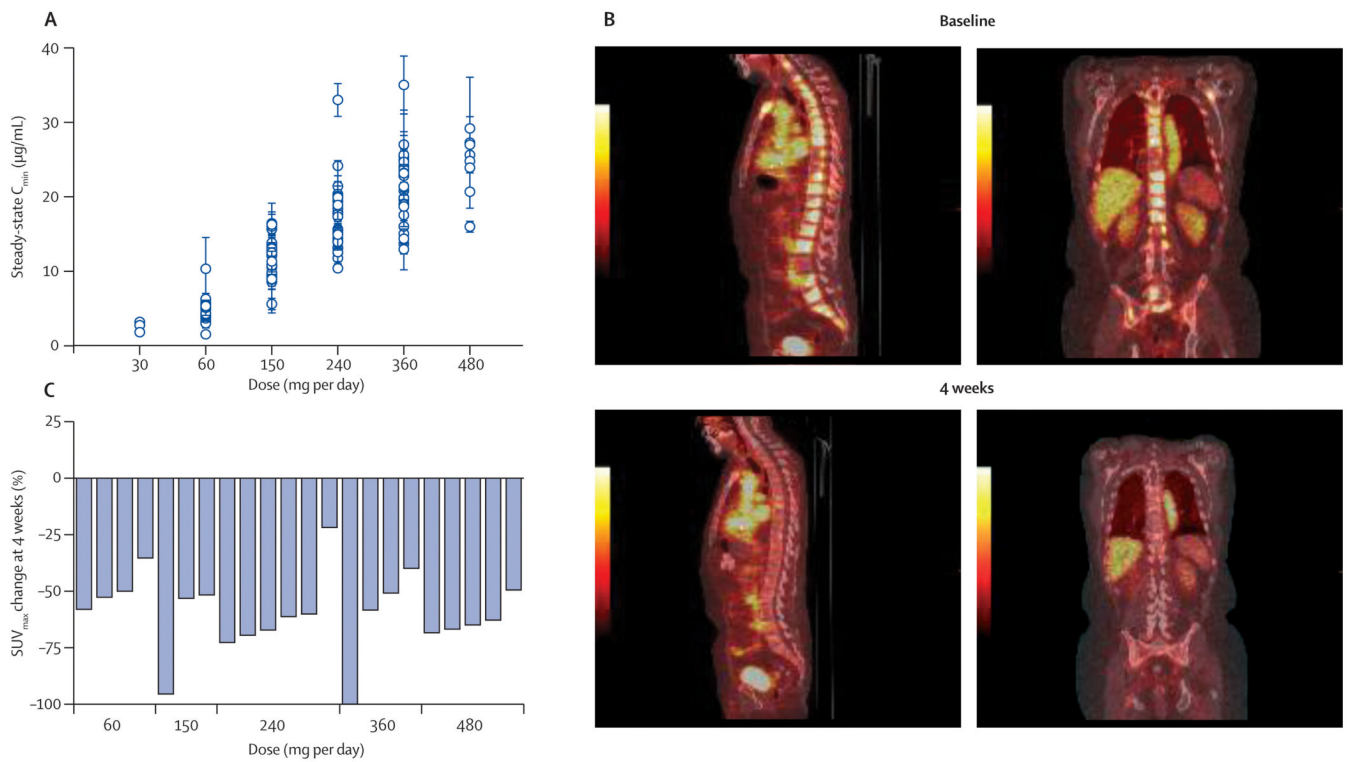 A
40
30
20
10
0
Steady-state Cmin (µg/mL)
30 60 150 240 360 480
Dose (mg per day)
B
Baseline
4 weeks
C
25
0
−25
−50
−75
−100
SUVmax change at 4 weeks (%)
60 150 240 360 480
Dose (mg per day)